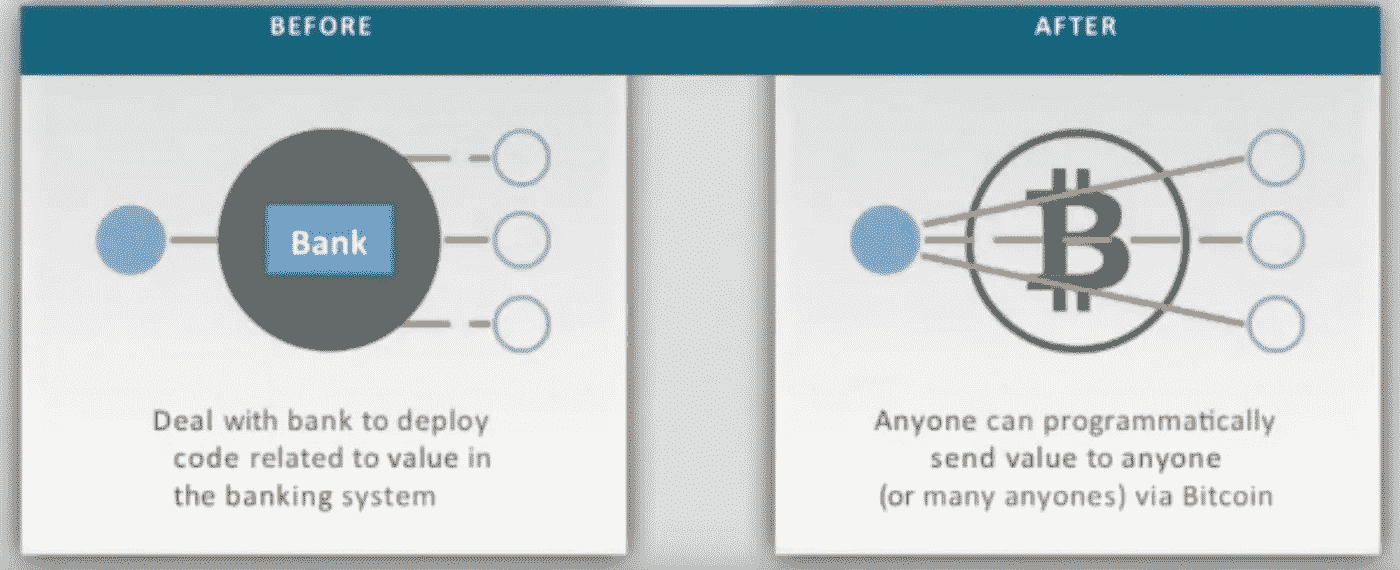 BEFORE
Bank
Deal with bank to deploy
code related to value in
the banking system
AFTER
Anyone can programmatically
send value to anyone
(or many anyones) via Bitcoin